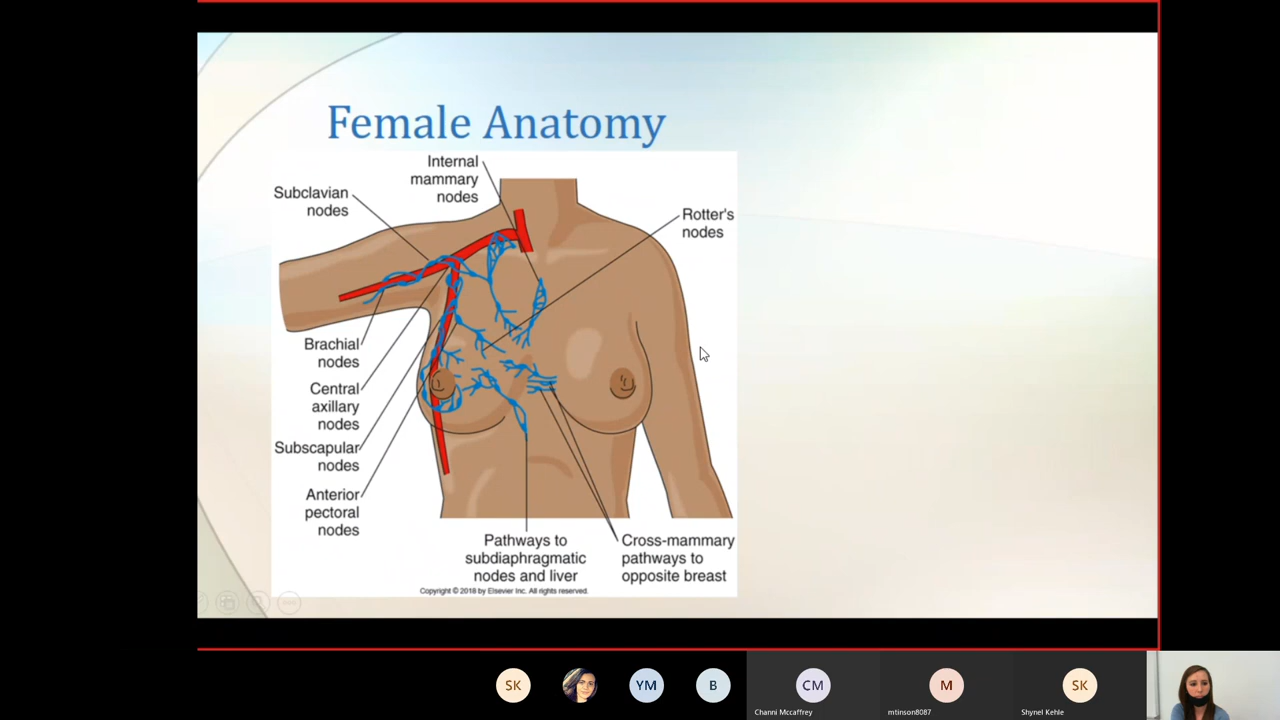 Female Anatomy
Internal
mammary
nodes
Subclavian
nodes
Rotter's
nodes
Brachial
nodes
Central
axillary
nodes
Subscapular
nodes
Anterior
pectoral
nodes
Pathways to
subdiaphragmatic
nodes and liver
Cross-mammary
pathways to
opposite breast
Copyright © 2018 by Elsevier Inc. All rights reserved.
SK
YM
B
CM
M
SK
Channi Mccaffrey
mtinson8087
Shynel Kehle